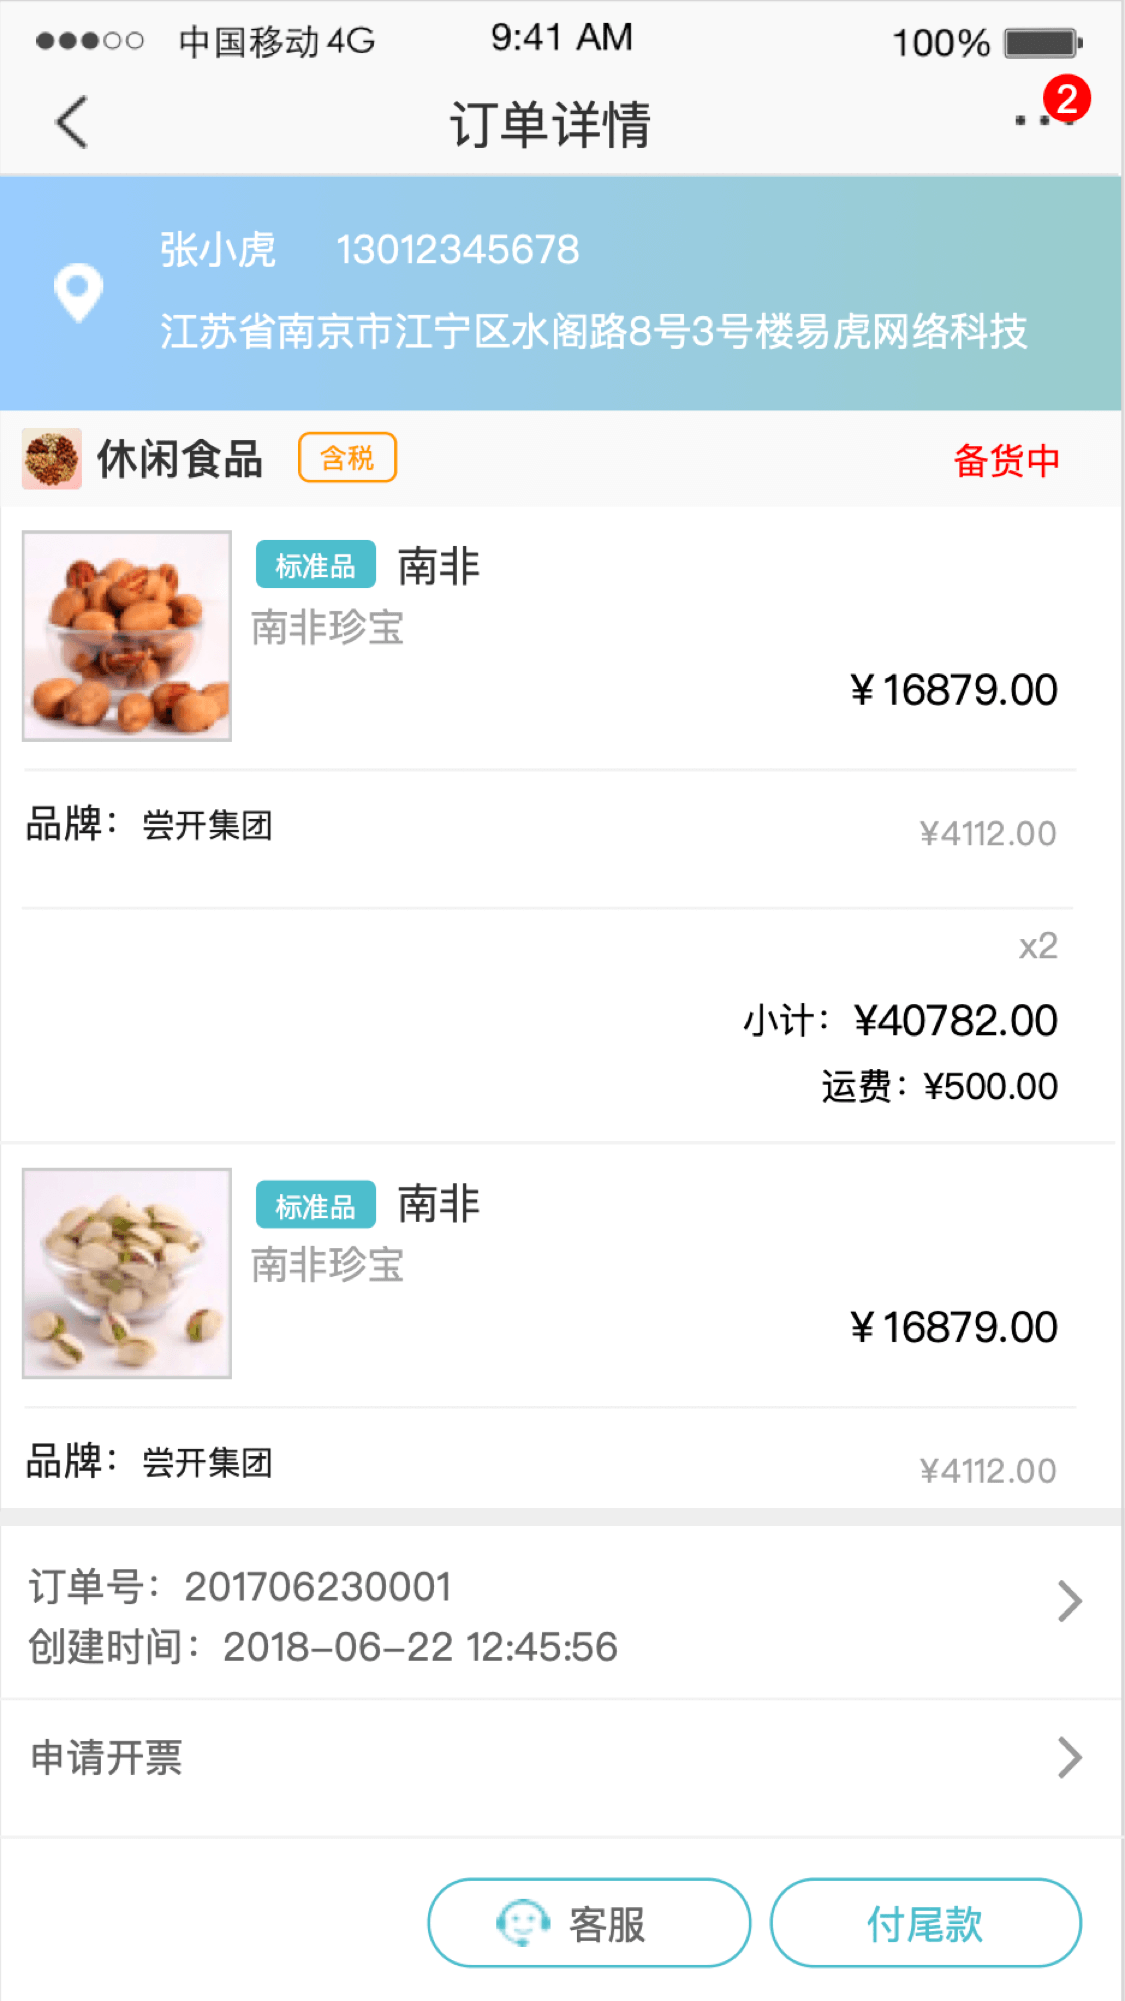 中国移动4G 9:41 AM 100%
订单详情 2
张小虎 13012345678
江苏省南京市江宁区水阁路8号3号楼易虎网络科技
休闲食品 含税 备货中
标准品 南非
南非珍宝
¥16879.00
品牌： 尝开集团 ¥4112.00
x2
小计： ¥40782.00
运费：¥500.00
标准品 南非
南非珍宝
¥16879.00
品牌： 尝开集团 ¥4112.00
订单号：201706230001
创建时间：2018-06-22 12:45:56
申请开票
客服 付尾款